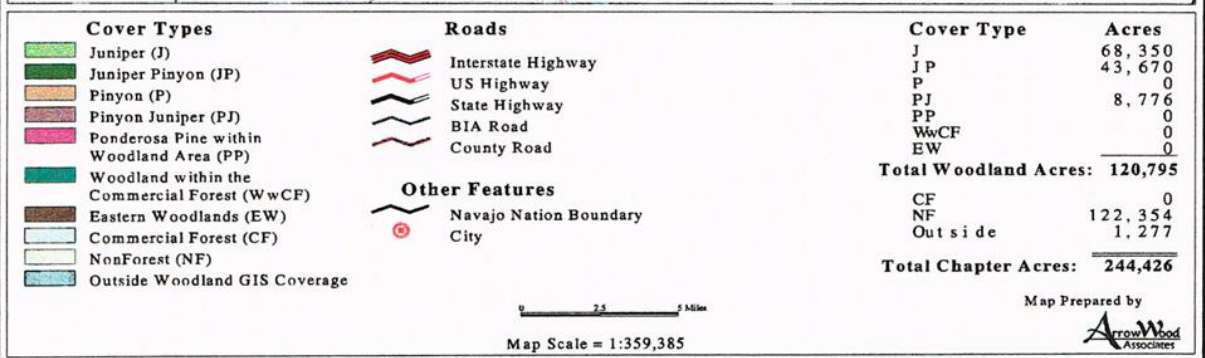 Cover Types
Juniper (J)
Juniper Pinyon (JP)
Pinyon (P)
Pinyon Juniper (PJ)
Ponderosa Pine within
Woodland Area (PP)
Woodland within the
Commercial Forest (WwCF)
Eastern Woodlands (EW)
Commercial Forest (CF)
NonForest (NF)
Outside Woodland GIS Coverage
Roads
Interstate Highway
US Highway
State Highway
BIA Road
County Road
Other Features
Navajo Nation Boundary
City
0 2.5 5 Miles
Map Scale = 1:359,385
Cover Type Acres
J 68,350
JP 43,670
P 0
PJ 8,776
PP 0
WwCF 0
EW 0
Total Woodland Acres: 120,795
CF 0
NF 122,354
Outside 1,277
Total Chapter Acres: 244,426
Map Prepared by
ArrowWood
Associates